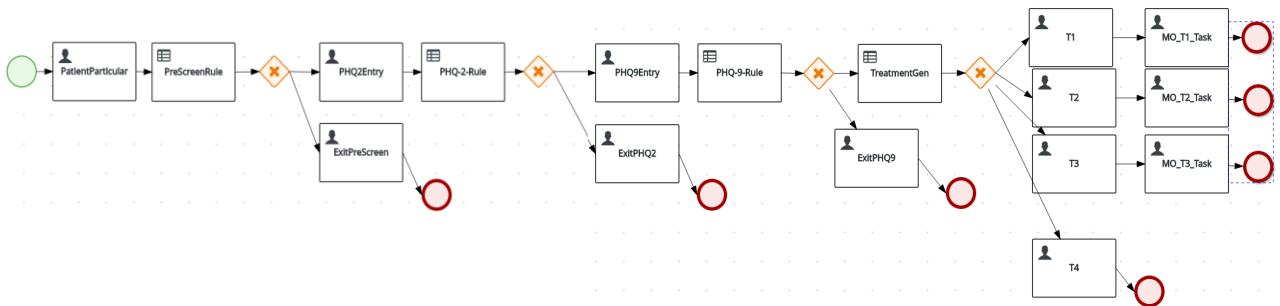 PatientParticular
PreScreenRule
PHQ2Entry
PHQ-2-Rule
PHQ9Entry
PHQ-9-Rule
TreatmentGen
T1
MO_T1_Task
T2
MO_T2_Task
T3
MO_T3_Task
ExitPreScreen
ExitPHQ2
ExitPHQ9
T4